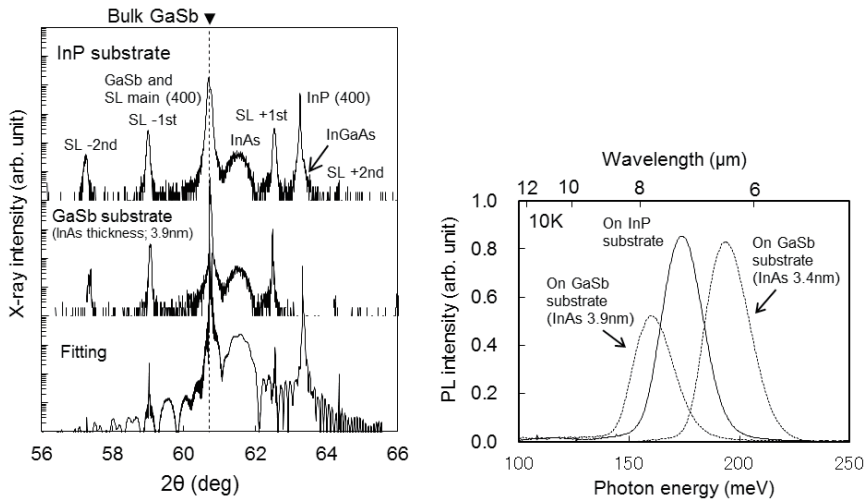 Bulk GaSb ▼
InP substrate
GaSb and
SL main (400)
InP (400)
SL -1st
SL +1st
InGaAs
SL -2nd
InAs
SL +2nd
GaSb substrate
(InAs thickness; 3.9nm)
Fitting
X-ray intensity (arb. unit)
56 58 60 62 64 66
2θ (deg)
Wavelength (μm)
12 10 8 6
10K
On InP
substrate
On GaSb
substrate
(InAs 3.4nm)
On GaSb
substrate
(InAs 3.9nm)
PL intensity (arb. unit)
1.0
0.8
0.6
0.4
0.2
0.0
100 150 200 250
Photon energy (meV)